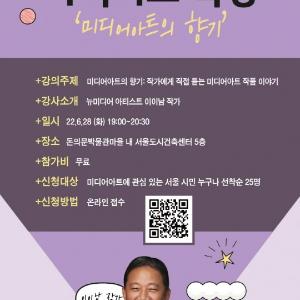 '미디어아트의 향기'
+강의주제 미디어아트의 향기: 작가에게 직접 듣는 미디어아트 작품 이야기
+강사소개 뉴미디어 아티스트 이이남 작가
+일시 22.6.28 (화) 19:00~20:30
+장소 돈의문박물관마을 내 서울도시건축센터 5층
+참가비 무료
+신청대상 미디어아트에 관심 있는 서울 시민 누구나 선착순 25명
+신청방법 온라인 접수
이이남 작가